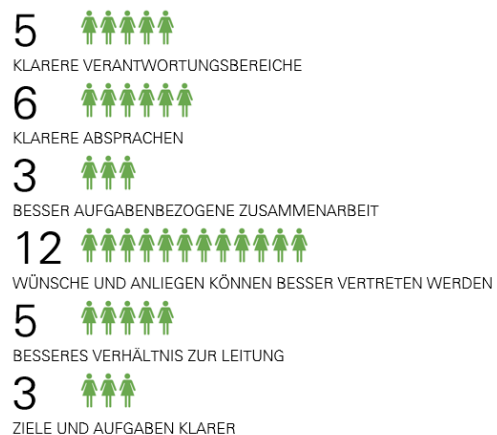 5
KLARERE VERANTWORTUNGSBEREICHE
6
KLARERE ABSPRACHEN
3
BESSER AUFGABENBEZOGENE ZUSAMMENARBEIT
12
WÜNSCHE UND ANLIEGEN KÖNNEN BESSER VERTRETEN WERDEN
5
BESSERES VERHÄLTNIS ZUR LEITUNG
3
ZIELE UND AUFGABEN KLARER